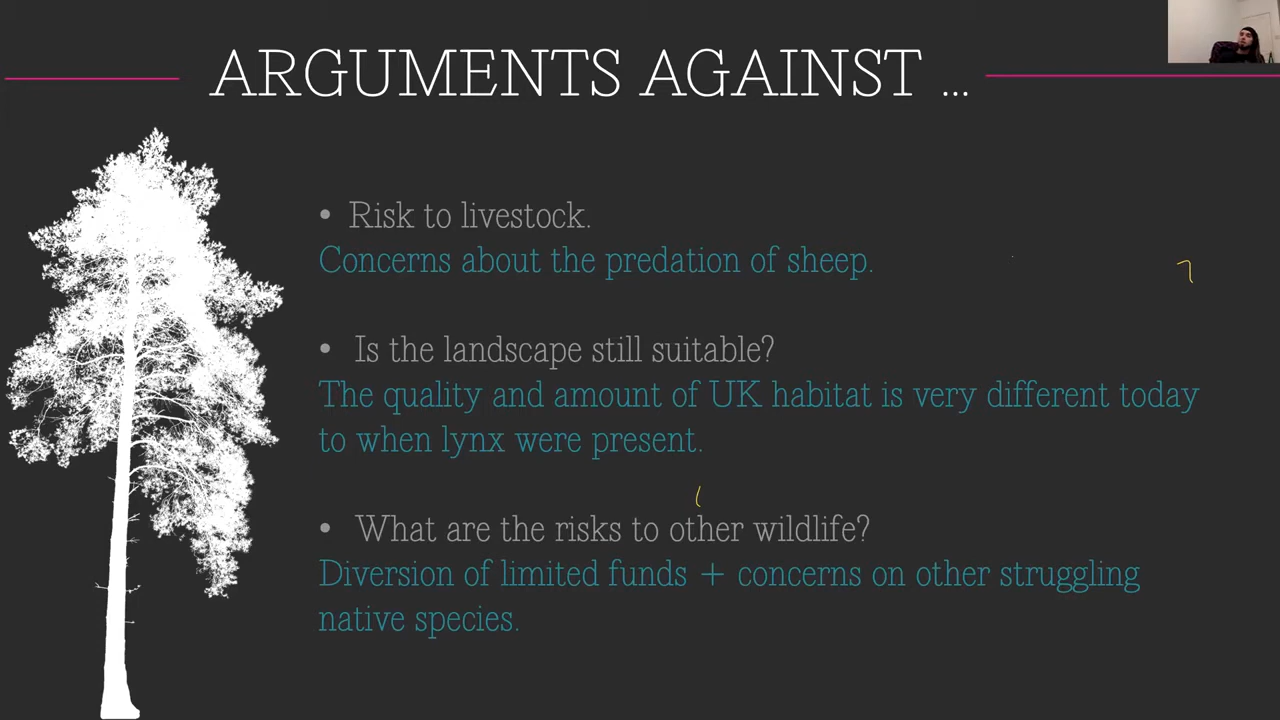 ARGUMENTS AGAINST ...
• Risk to livestock.
Concerns about the predation of sheep.
• Is the landscape still suitable?
The quality and amount of UK habitat is very different today
to when lynx were present.
• What are the risks to other wildlife?
Diversion of limited funds + concerns on other struggling
native species.